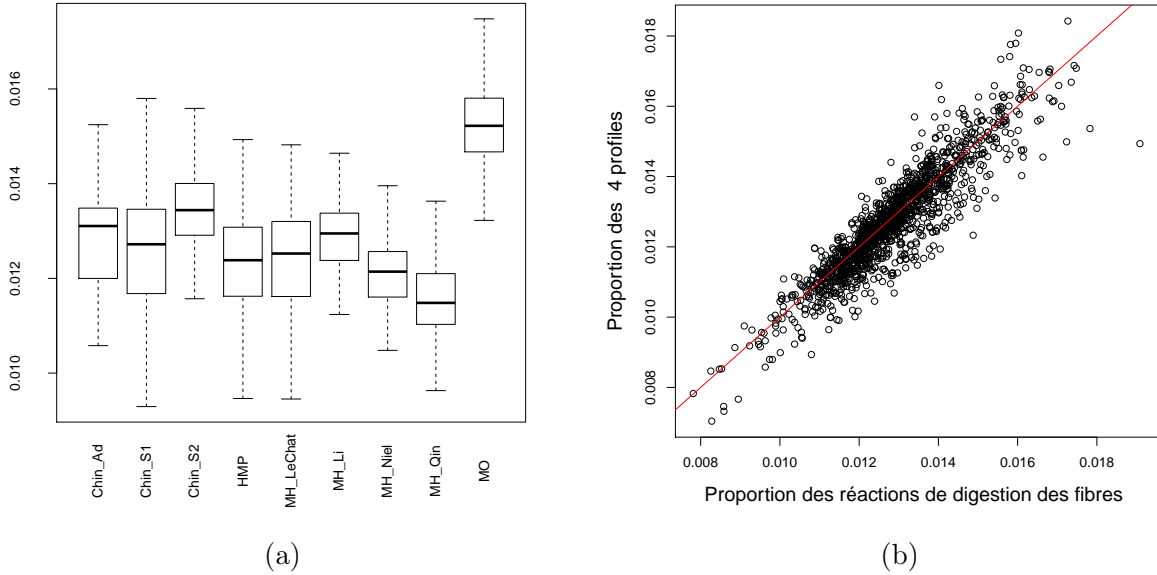 0.016
0.014
0.012
0.010
Chin_Ad
Chin_S1
Chin_S2
HMP
MH_LeChat
MH_Li
MH_Niel
MH_Qin
MO
(a)
Proportion des 4 profiles
0.018
0.016
0.014
0.012
0.010
0.008
0.008 0.010 0.012 0.014 0.016 0.018
Proportion des réactions de digestion des fibres
(b)